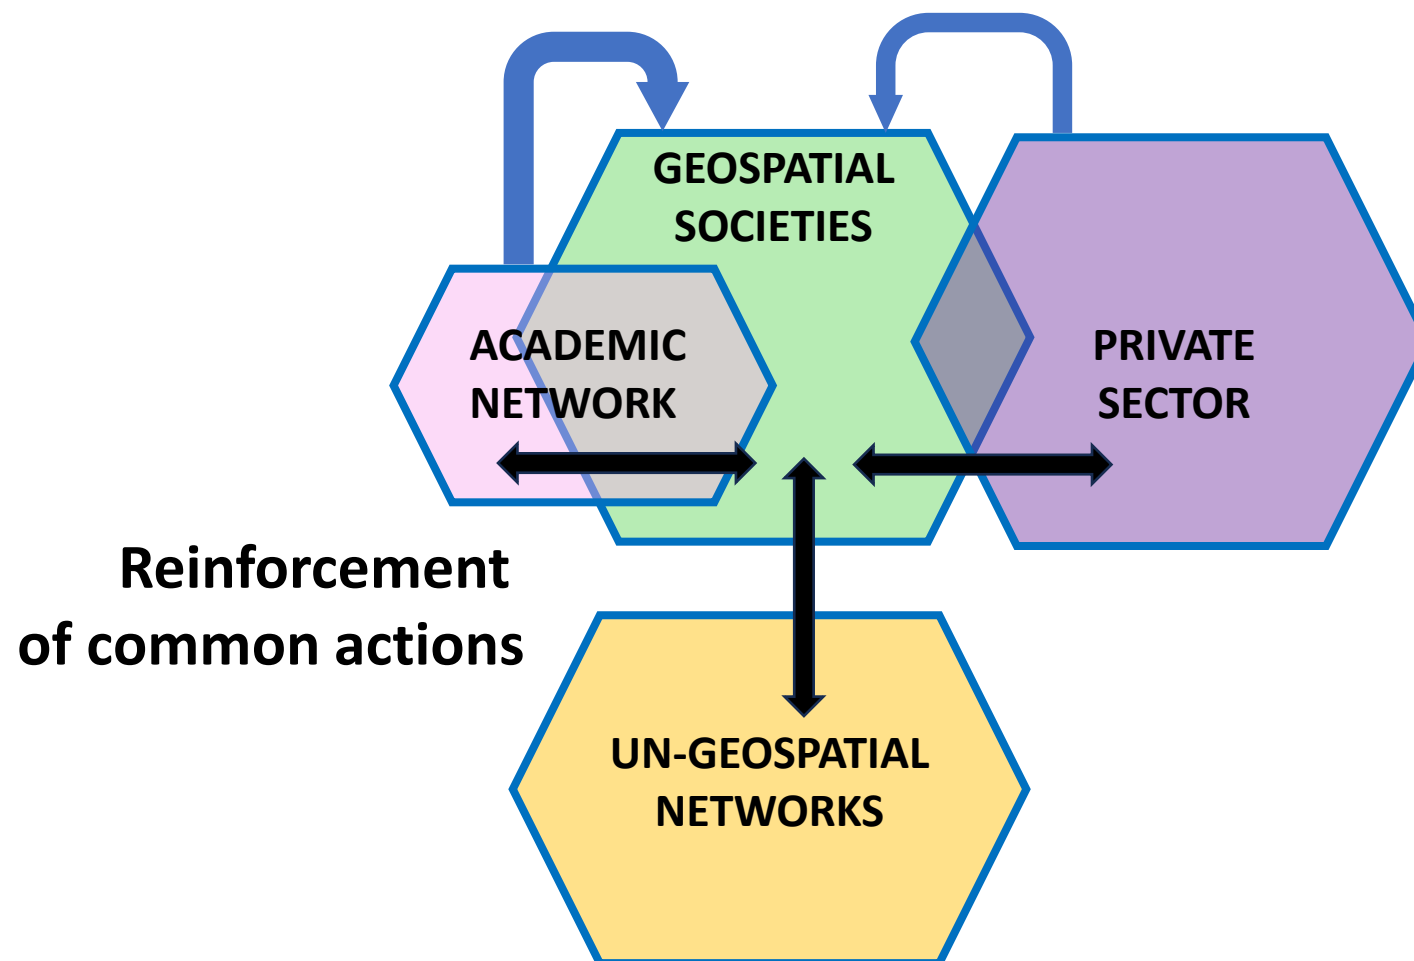 GEOSPATIAL
SOCIETIES
ACADEMIC
NETWORK
PRIVATE
SECTOR
Reinforcement
of common actions
UN-GEOSPATIAL
NETWORKS